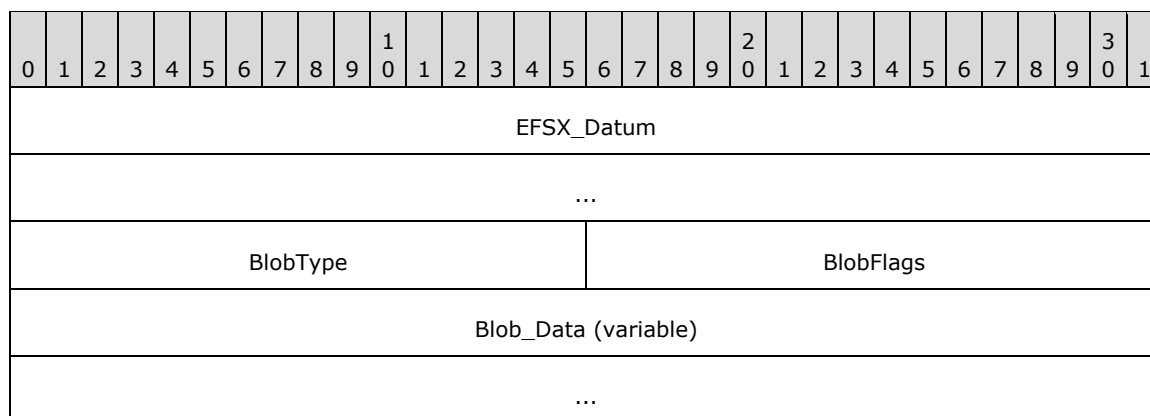 1 2 3
0 1 2 3 4 5 6 7 8 9 0 1 2 3 4 5 6 7 8 9 0 1 2 3 4 5 6 7 8 9 0 1
EFSX_Datum
...
BlobType BlobFlags
Blob_Data (variable)
...